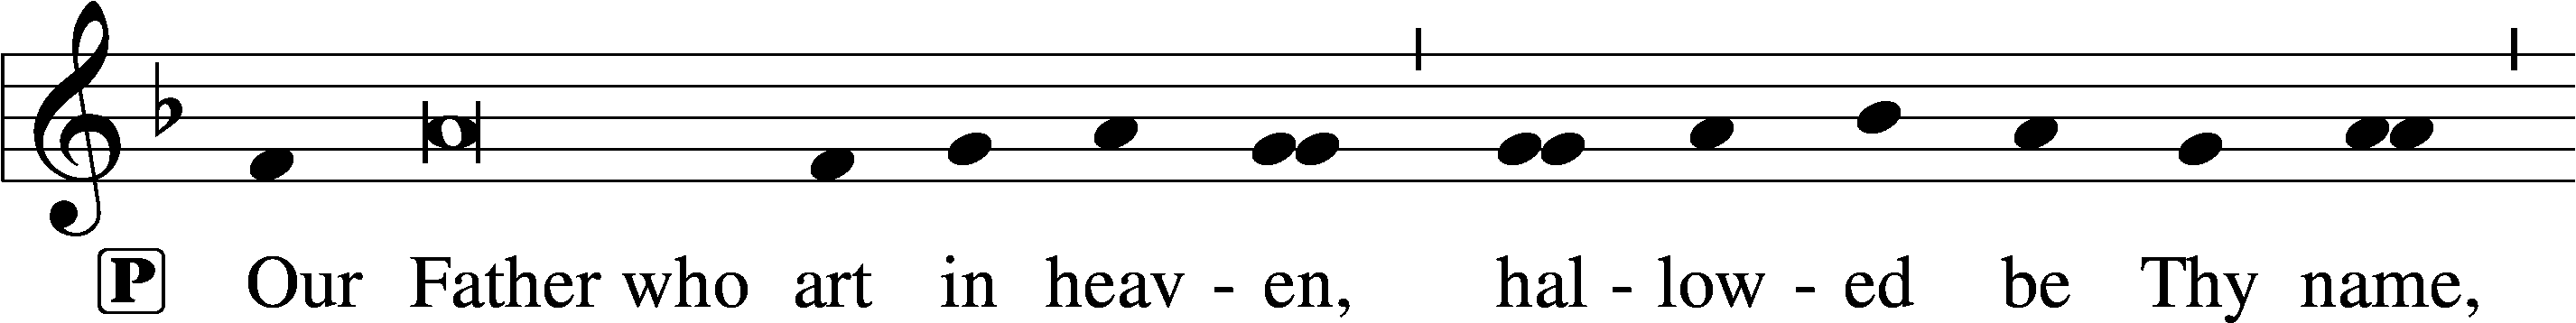 P Our Father who art in heav - en, hal - low - ed be Thy name,